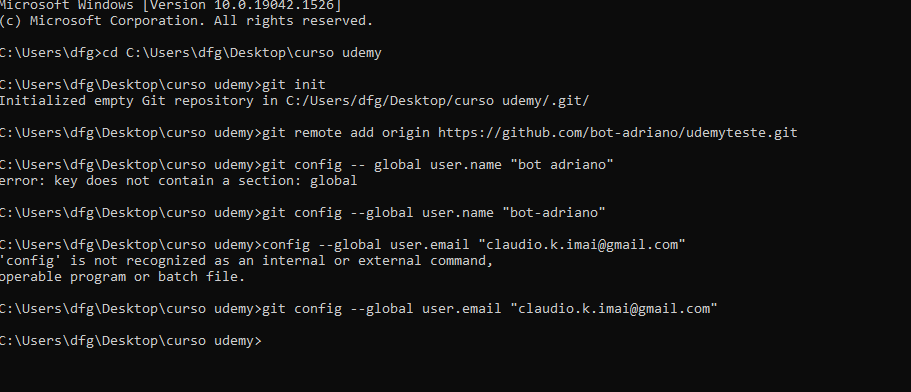 Microsoft Windows [Version 10.0.19042.1526]
(c) Microsoft Corporation. All rights reserved.
C:\Users\dfg>cd C:\Users\dfg\Desktop\curso udemy
C:\Users\dfg\Desktop\curso udemy>git init
Initialized empty Git repository in C:/Users/dfg/Desktop/curso udemy/.git/
C:\Users\dfg\Desktop\curso udemy>git remote add origin https://github.com/bot-adriano/udemyteste.git
C:\Users\dfg\Desktop\curso udemy>git config -- global user.name "bot adriano"
error: key does not contain a section: global
C:\Users\dfg\Desktop\curso udemy>git config --global user.name "bot-adriano"
C:\Users\dfg\Desktop\curso udemy>config --global user.email "claudio.k.imai@gmail.com"
'config' is not recognized as an internal or external command,
operable program or batch file.
C:\Users\dfg\Desktop\curso udemy>git config --global user.email "claudio.k.imai@gmail.com"
C:\Users\dfg\Desktop\curso udemy>